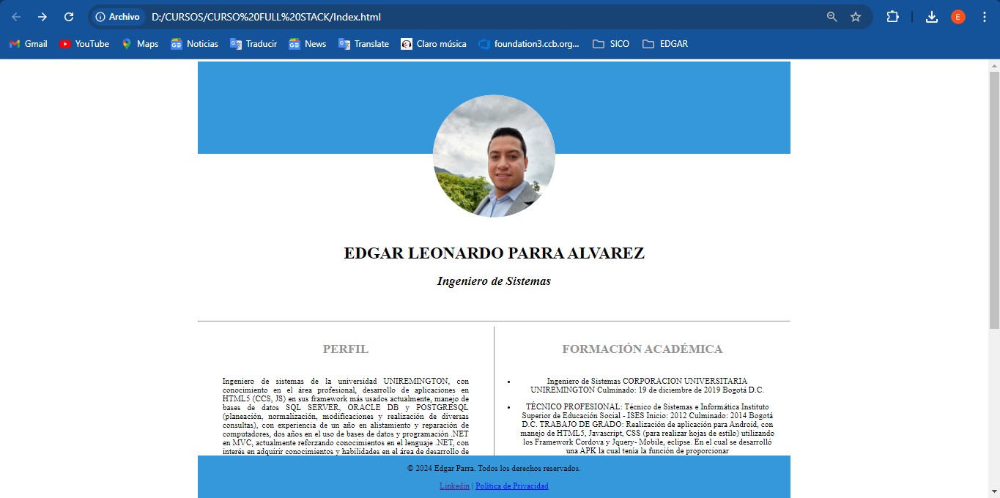 Archivo D:/CURSOS/CURSO%20FULL%20STACK/Index.html E
Gmail YouTube Maps Noticias Traducir News Translate Claro música foundation3.ccb.org... SICO EDGAR
EDGAR LEONARDO PARRA ALVAREZ
Ingeniero de Sistemas
PERFIL
Ingeniero de sistemas de la universidad UNIREMINGTON, con
conocimiento en el área profesional, desarrollo de aplicaciones en
HTML5 (CCS, JS) en sus framework más usados actualmente, manejo de
bases de datos SQL SERVER, ORACLE DB y POSTGRESQL
(planeación, normalización, modificaciones y realización de diversas
consultas), con experiencia de un año en alistamiento y reparación de
computadores, dos años en el uso de bases de datos y programación .NET
en MVC, actualmente reforzando conocimientos en el lenguaje .NET, con
interés en adquirir conocimientos y habilidades en el área de desarrollo de
FORMACIÓN ACADÉMICA
• Ingeniero de Sistemas CORPORACION UNIVERSITARIA
UNIREMINGTON Culminado: 19 de diciembre de 2019 Bogotá D.C.
• TÉCNICO PROFESIONAL: Técnico de Sistemas e Informática Instituto
Superior de Educación Social - ISES Inicio: 2012 Culminado: 2014 Bogotá
D.C. TRABAJO DE GRADO: Realización de aplicación para Android, con
manejo de HTML5, Javascript, CSS (para realizar hojas de estilo) utilizando
los Framework Cordova y Jquery- Mobile, eclipse. En el cual se desarrolló
una APK la cual tenía la función de proporcionar
© 2024 Edgar Parra. Todos los derechos reservados.
Linkedin | Política de Privacidad